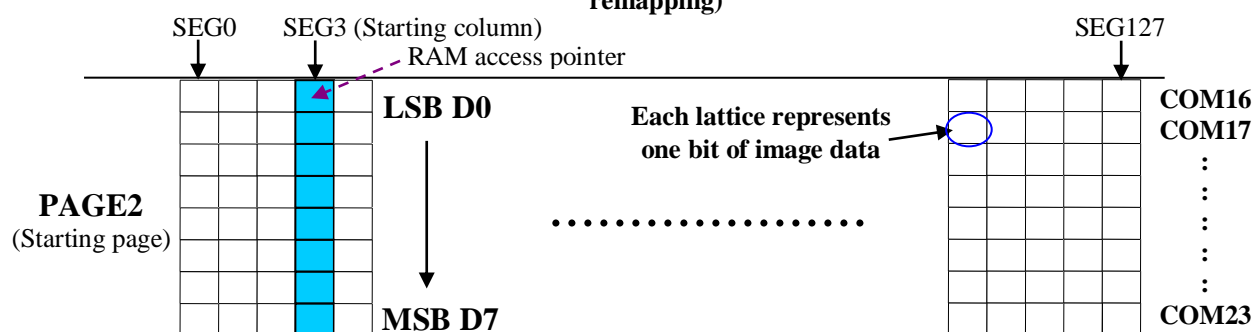 remapping)
SEG0 SEG3 (Starting column) SEG127
RAM access pointer
LSB D0 Each lattice represents COM16
one bit of image data COM17
:
:
PAGE2 :
(Starting page) ..................... :
:
MSB D7 COM23